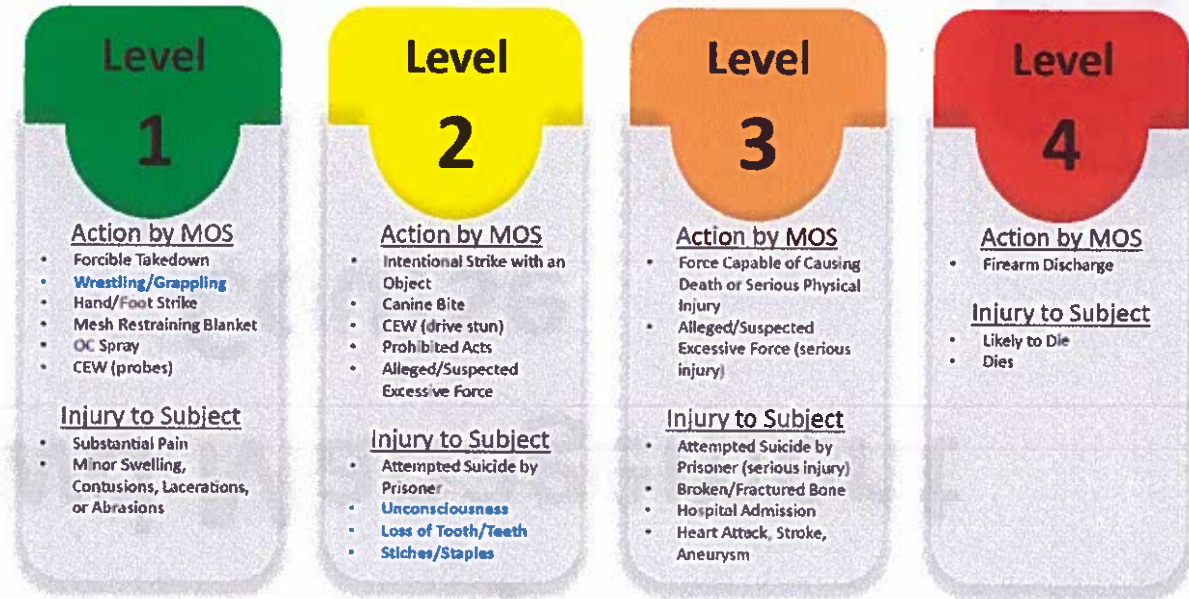 Level
1
Action by MOS
• Forcible Takedown
• Wrestling/Grappling
• Hand/Foot Strike
• Mesh Restraining Blanket
• OC Spray
• CEW (probes)
Injury to Subject
• Substantial Pain
• Minor Swelling,
Contusions, Lacerations,
or Abrasions
Level
2
Action by MOS
• Intentional Strike with an
Object
• Canine Bite
• CEW (drive stun)
• Prohibited Acts
• Alleged/Suspected
Excessive Force
Injury to Subject
• Attempted Suicide by
Prisoner
• Unconsciousness
• Loss of Tooth/Teeth
• Stiches/Staples
Level
3
Action by MOS
• Force Capable of Causing
Death or Serious Physical
Injury
• Alleged/Suspected
Excessive Force (serious
injury)
Injury to Subject
• Attempted Suicide by
Prisoner (serious injury)
• Broken/Fractured Bone
• Hospital Admission
• Heart Attack, Stroke,
Aneurysm
Level
4
Action by MOS
• Firearm Discharge
Injury to Subject
• Likely to Die
• Dies